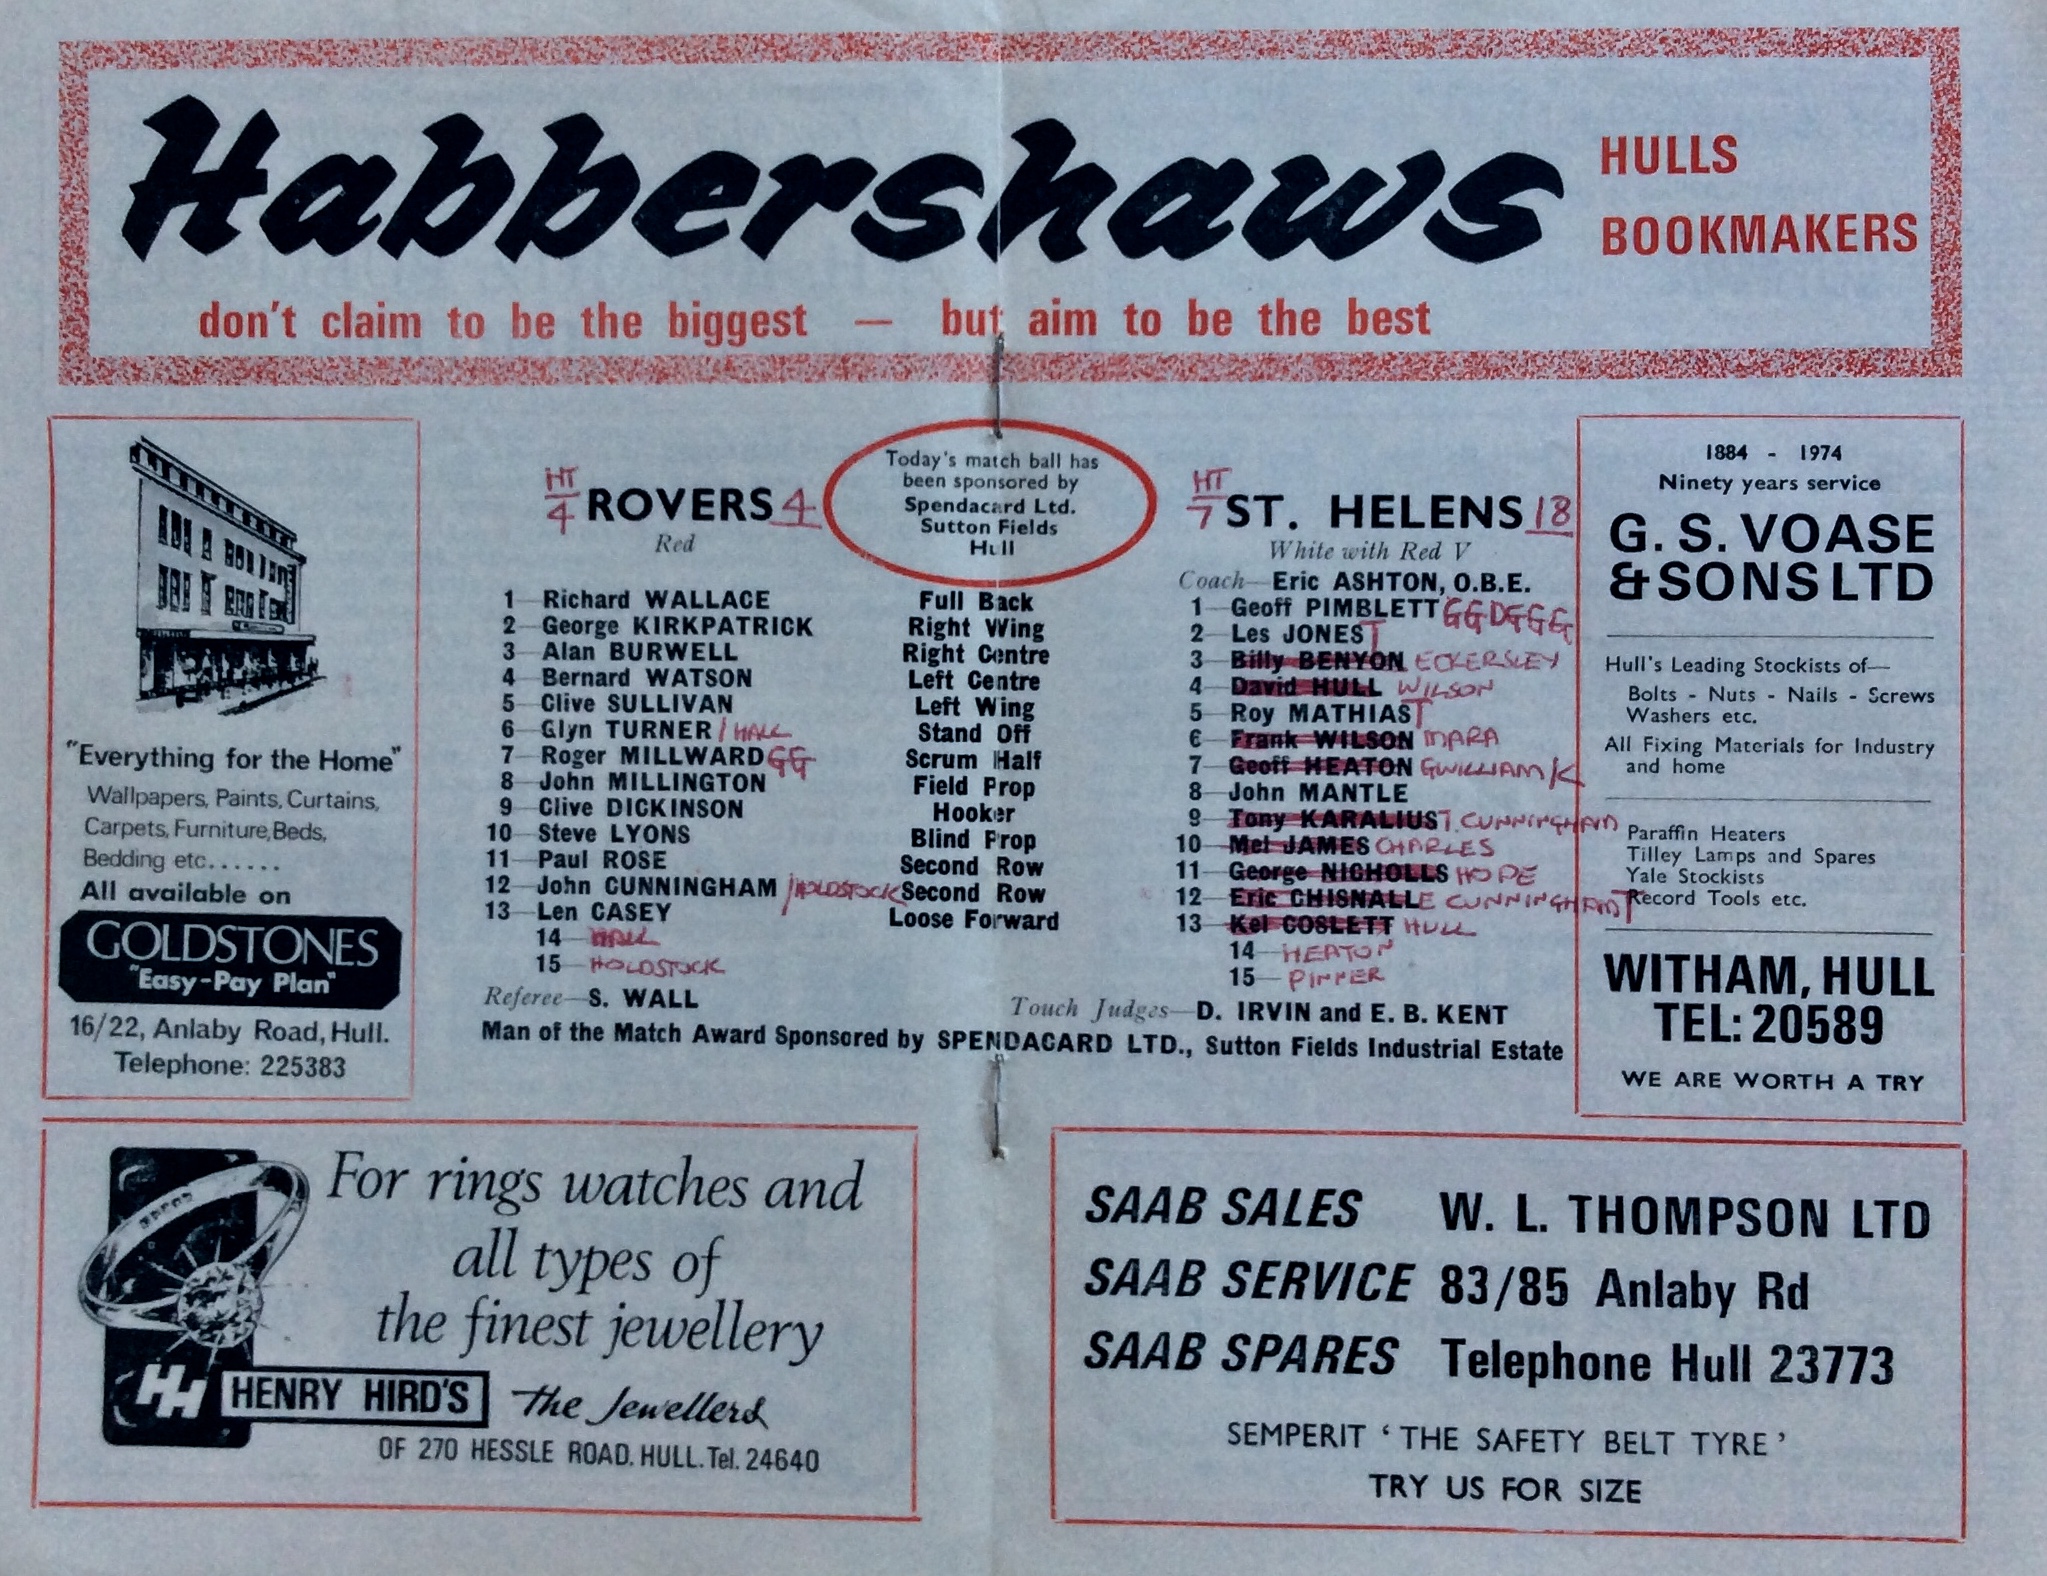 Habbershaws
HULLS
BOOKMAKERS
don't claim to be the biggest — but aim to be the best
"Everything for the Home"
Wallpapers, Paints, Curtains,
Carpets, Furniture, Beds,
Bedding etc......
All available on
GOLDSTONES
"Easy-Pay Plan"
16/22, Anlaby Road, Hull.
Telephone: 225383
HT
4 ROVERS 4
Red
1 Richard WALLACE
2 George KIRKPATRICK
3 Alan BURWELL
4 Bernard WATSON
5 Clive SULLIVAN
6 Glyn TURNER / HALL
7 Roger MILLWARD GG
8 John MILLINGTON
9 Clive DICKINSON
10 Steve LYONS
11 Paul ROSE
12 John CUNNINGHAM / HOLDSTOCK
13 Len CASEY
14 HALL
15 HOLDSTOCK
Referee—S. WALL
Today's match ball has
been sponsored by
Spendacard Ltd.
Sutton Fields
Hull
Full Back
Right Wing
Right Centre
Left Centre
Left Wing
Stand Off
Scrum Half
Field Prop
Hooker
Blind Prop
Second Row
Second Row
Loose Forward
HT
7 ST. HELENS 18
White with Red V
Coach—Eric ASHTON, O.B.E.
1 Geoff PIMBLETT GGDGGG
2 Les JONES T
3 Billy BENYON ECKERSLEY
4 David HULL WILSON
5 Roy MATHIAS T
6 Frank WILSON MARA
7 Geoff HEATON GWILLIAM/K
8 John MANTLE
9 Tony KARALIUS T. CUNNINGHAM
10 Mel JAMES CHARLES
11 George NICHOLLS HOPE
12 Eric CHISNALL E CUNNINGHAM T
13 Kel COSLETT HULL
14 HEATON
15 PINNER
Touch Judges—D. IRVIN and E. B. KENT
Man of the Match Award Sponsored by SPENDACARD LTD., Sutton Fields Industrial Estate
1884 - 1974
Ninety years service
G. S. VOASE
& SONS LTD
Hull's Leading Stockists of—
Bolts - Nuts - Nails - Screws
Washers etc.
All Fixing Materials for Industry
and home
Paraffin Heaters
Tilley Lamps and Spares
Yale Stockists
Record Tools etc.
WITHAM, HULL
TEL: 20589
WE ARE WORTH A TRY
For rings watches and
all types of
the finest jewellery
HH HENRY HIRD'S The Jewellers
OF 270 HESSLE ROAD. HULL. Tel. 24640
SAAB SALES W. L. THOMPSON LTD
SAAB SERVICE 83/85 Anlaby Rd
SAAB SPARES Telephone Hull 23773
SEMPERIT 'THE SAFETY BELT TYRE'
TRY US FOR SIZE